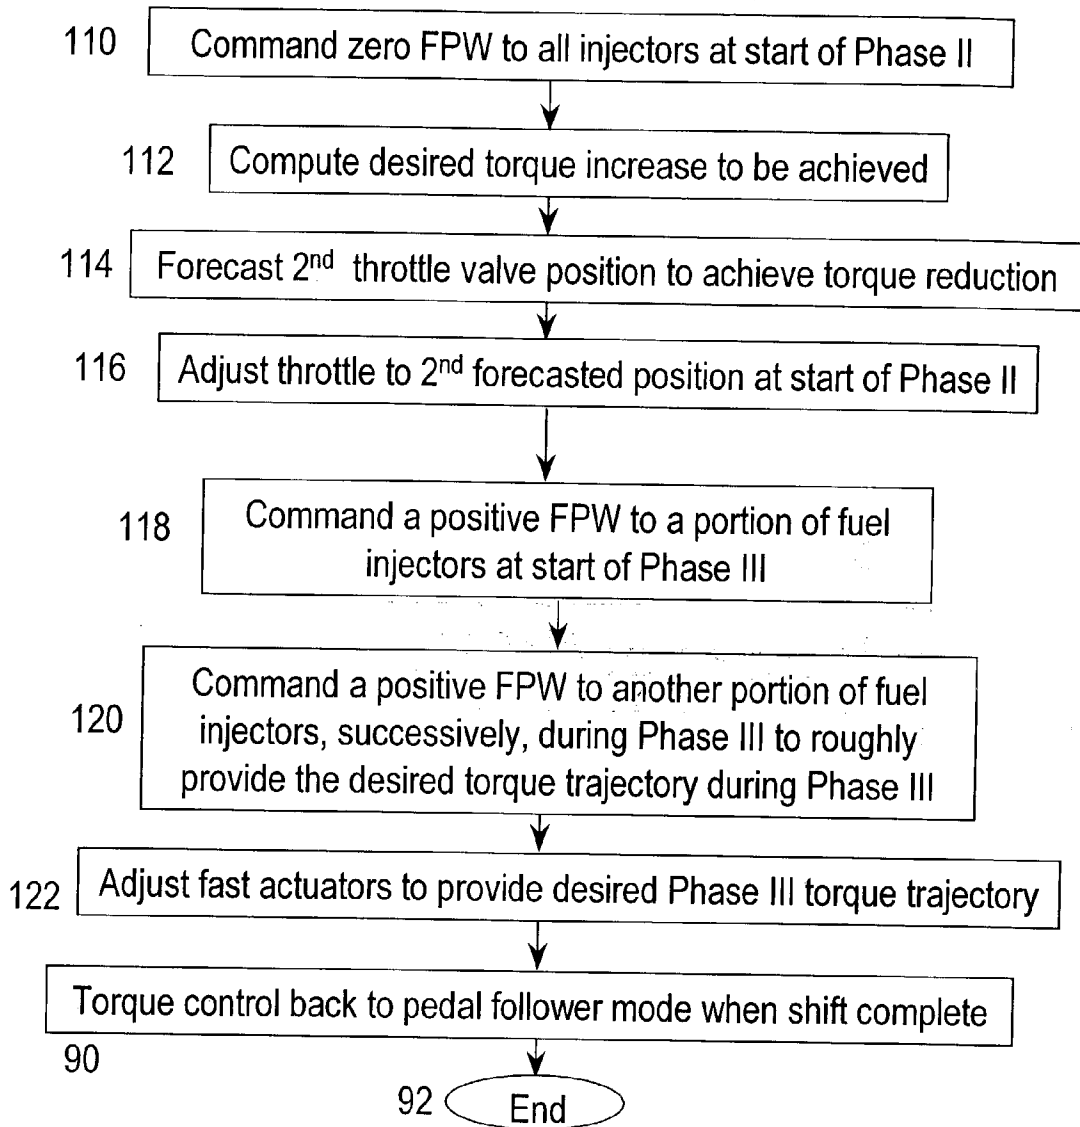 110 Command zero FPW to all injectors at start of Phase II
112 Compute desired torque increase to be achieved
114 Forecast 2nd throttle valve position to achieve torque reduction
116 Adjust throttle to 2nd forecasted position at start of Phase II
118 Command a positive FPW to a portion of fuel
injectors at start of Phase III
120 Command a positive FPW to another portion of fuel
injectors, successively, during Phase III to roughly
provide the desired torque trajectory during Phase III
122 Adjust fast actuators to provide desired Phase III torque trajectory
Torque control back to pedal follower mode when shift complete
90
92 End